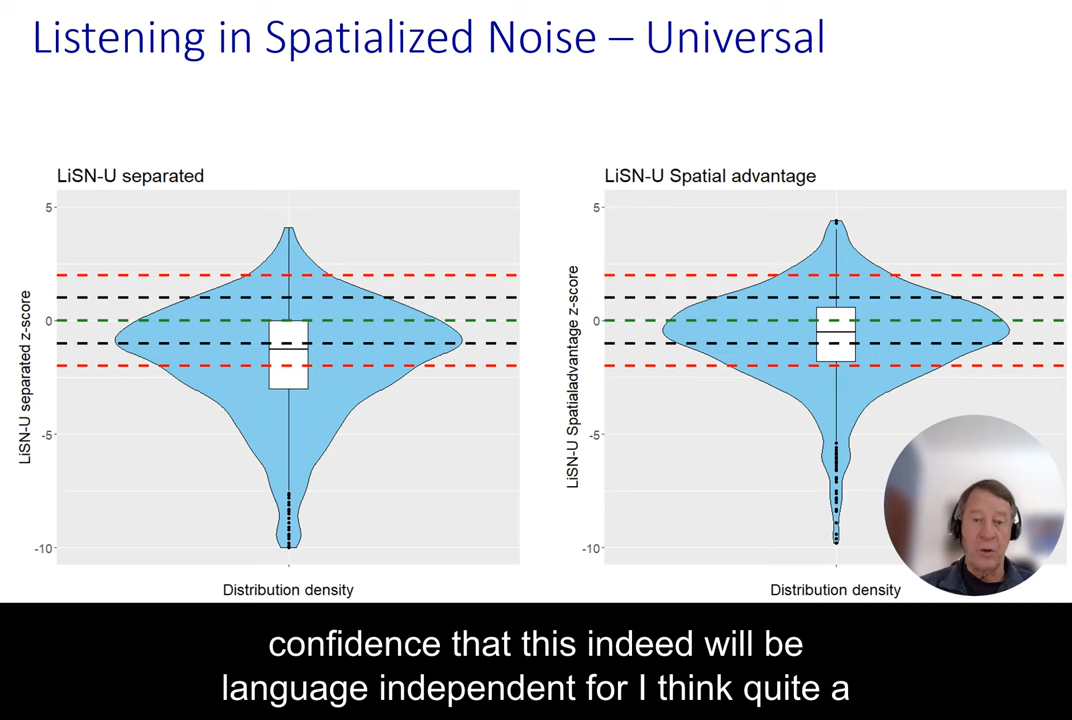 Listening in Spatialized Noise – Universal
LiSN-U separated
5
0
-5
-10
LiSN-U separated z-score
Distribution density
LiSN-U Spatial advantage
5
0
-5
-10
LiSN-U Spatialadvantage z-score
Distribution density
confidence that this indeed will be
language independent for I think quite a